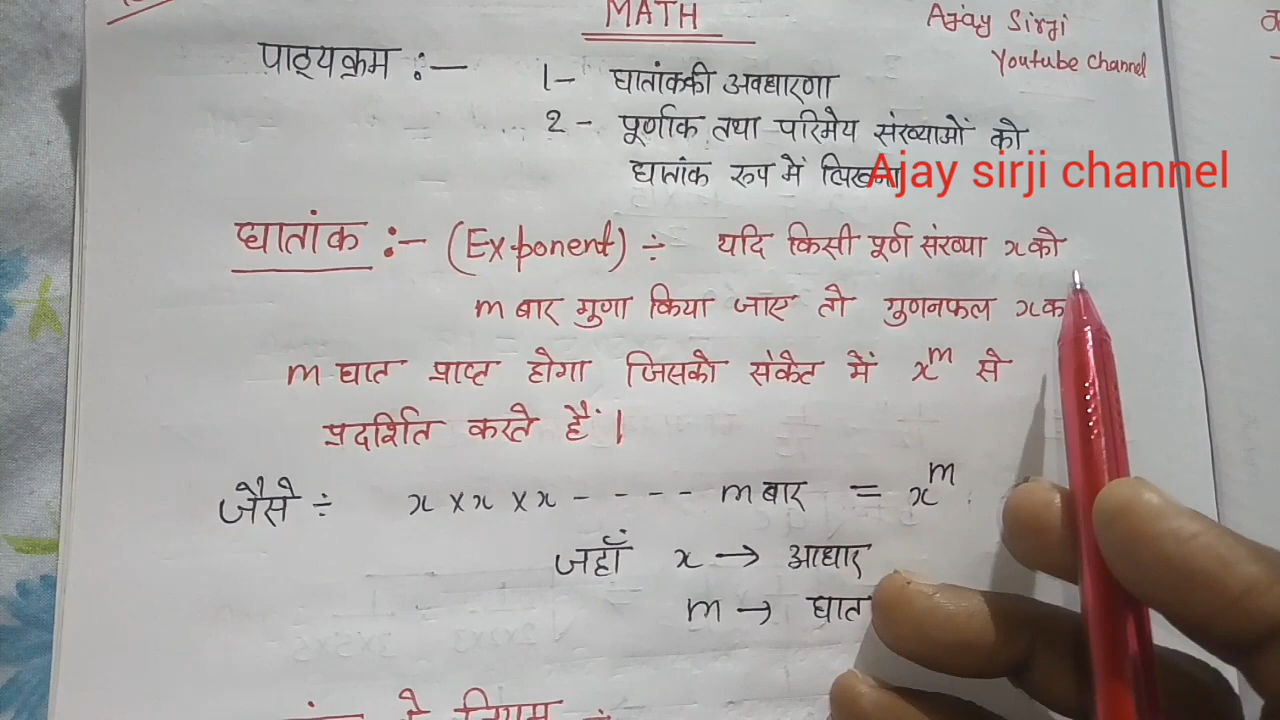 MATH
Ajay Sirji
Youtube Channel
पाठ्यक्रम :-
1- घातांककी अवधारणा
2- पूर्णांक तथा परिमेय संख्याओं को
घातांक रूप में लिखना
Ajay sirji channel
घातांक :- (Exponent) ÷ यदि किसी पूर्ण संख्या x को
m बार गुणा किया जाए तो गुणनफल x क
m घात प्राप्त होगा जिसको संकेत में x^m से
प्रदर्शित करते हैं।
जैसे ÷ x × x × x - - - - m बार = x^m
जहाँ x → आधार
m → घात